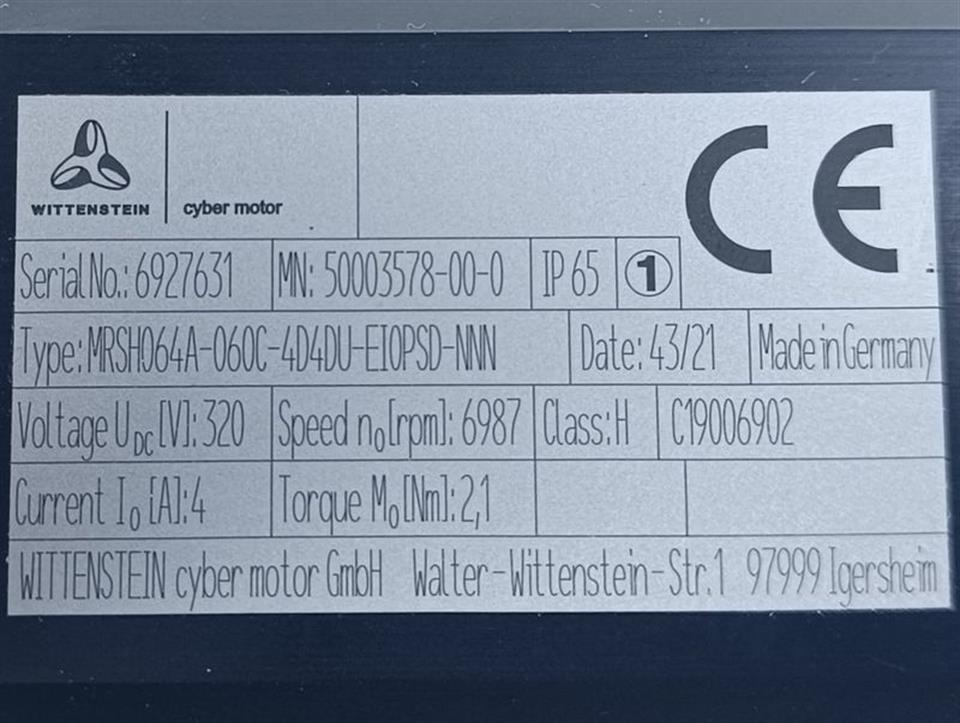 WITTENSTEIN cyber motor
CE
Serial No.: 6927631 MN: 50003578-00-0 IP 65 1
Type: MRSH064A-060C-4D4DU-EI0PSD-NNN Date: 43/21 Made in Germany
Voltage UDC [V]: 320 Speed n0 [rpm]: 6987 Class: H C19006902
Current I0 [A]: 4 Torque M0 [Nm]: 2,1
WITTENSTEIN cyber motor GmbH Walter-Wittenstein-Str.1 97999 Igersheim